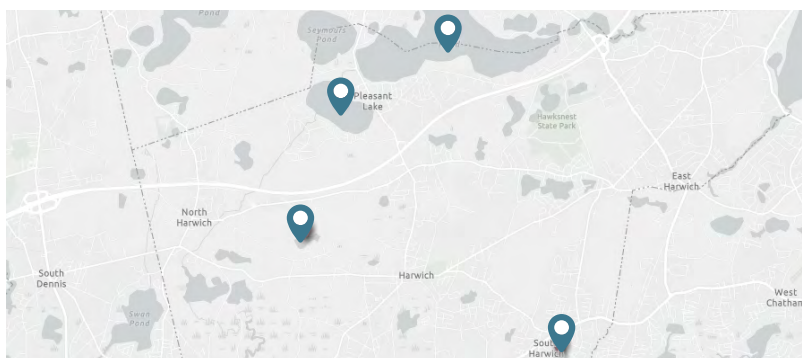 Seymours
Pond
Pleasant
Lake
Hawksnest
State Park
East
Harwich
North
Harwich
South
Dennis
Harwich
West
Chatham
Swan
Pond
South
Harwich